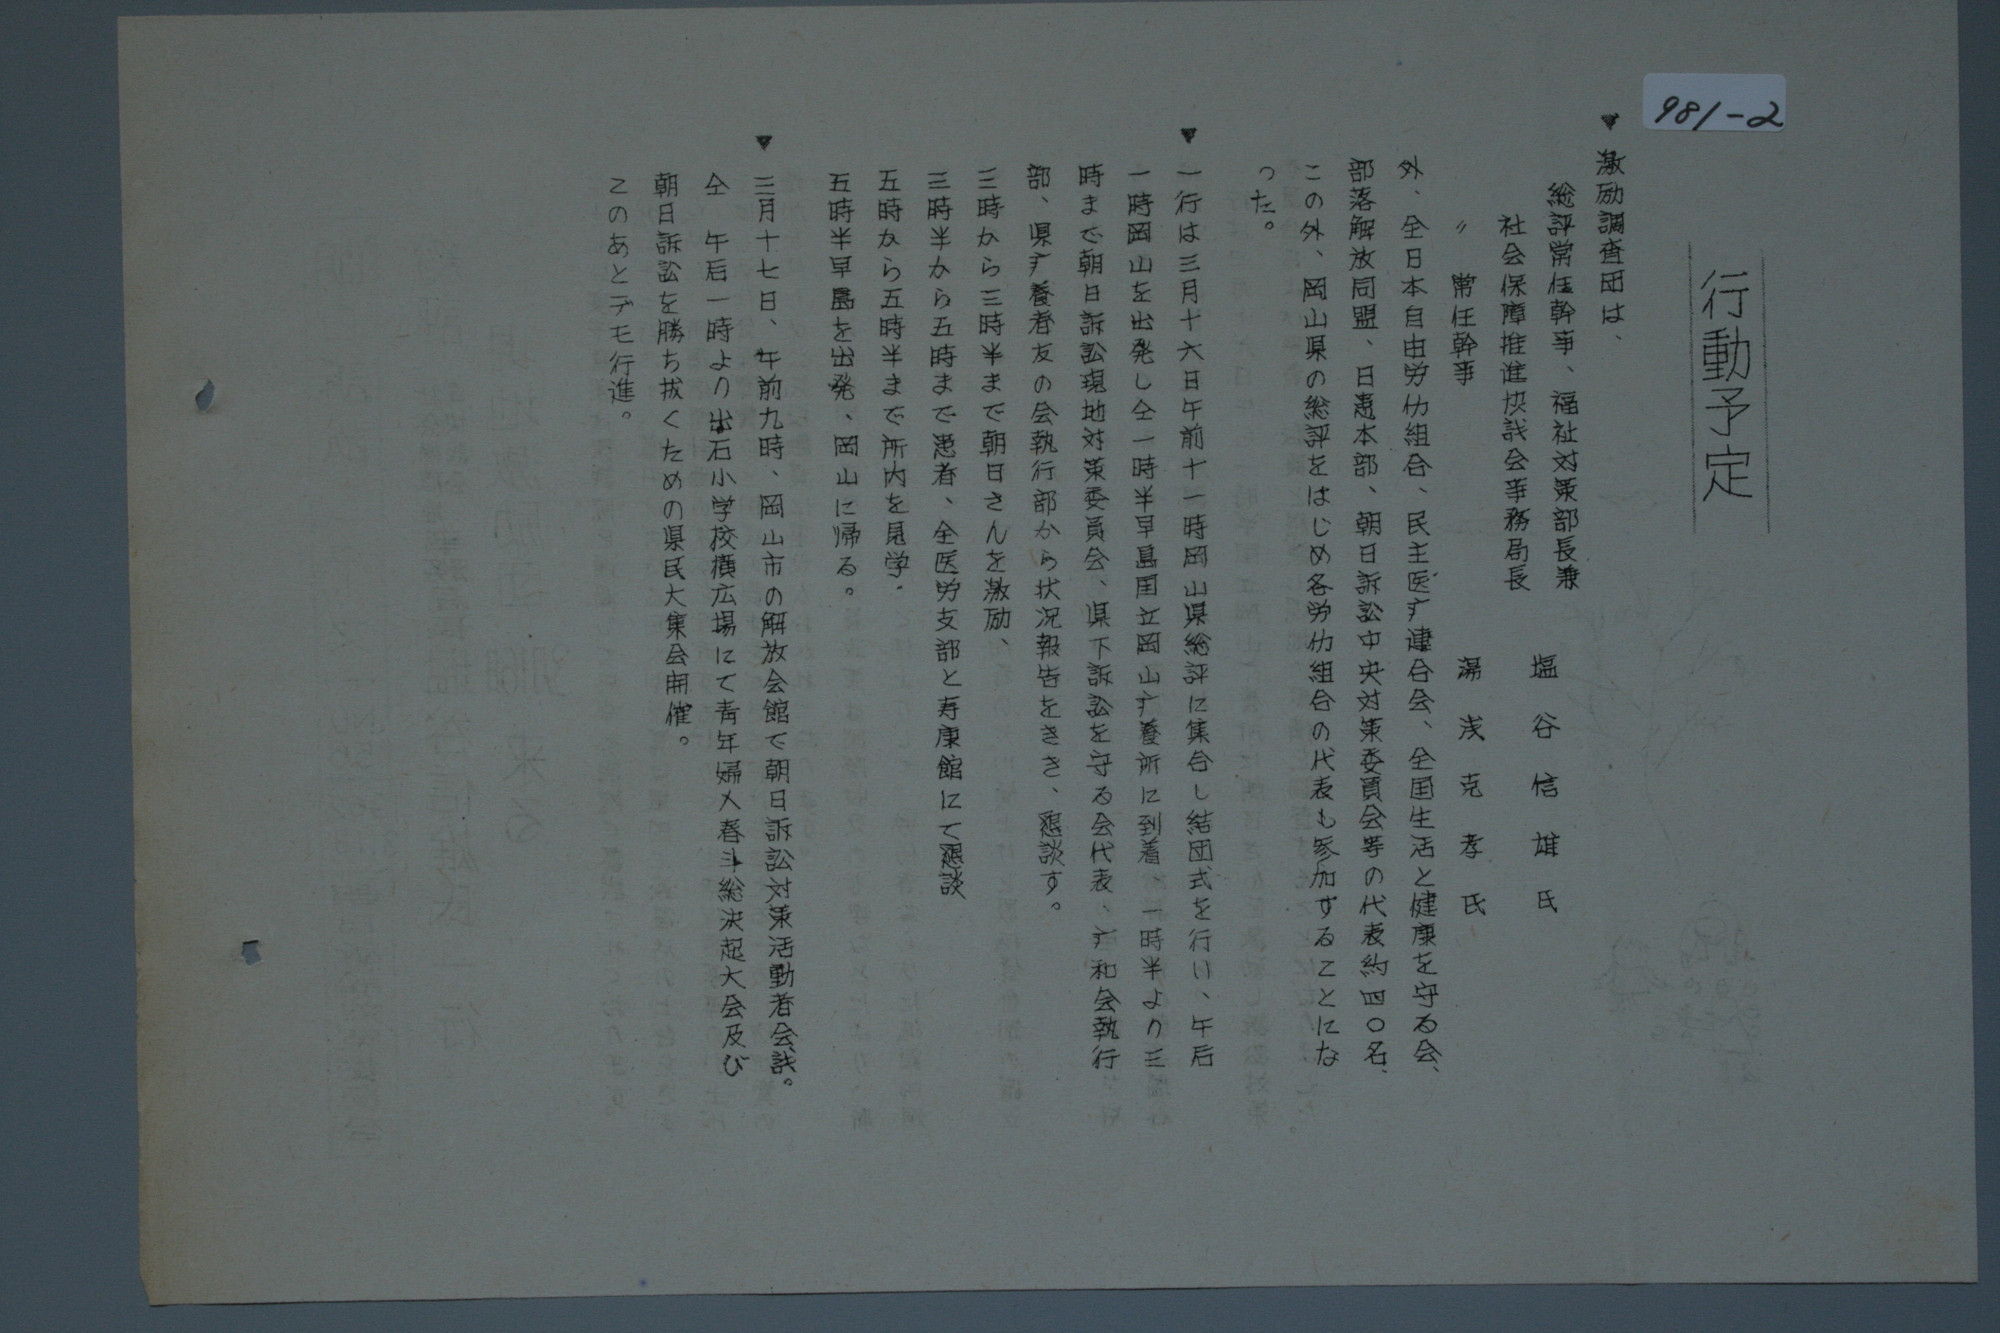 981-2
行動予定
▼激励調査団は、
総評常任幹事、福祉対策部長兼
社会保障推進協議会事務局長 塩谷信雄氏
〃 常任幹事 湯浅克孝氏
外、全日本自由労仂組合、民主医疒連合会、全国生活と健康を守る会、
部落解放同盟、日患本部、朝日訴訟中央対策委員会等の代表約四〇名、
この外、岡山県の総評をはじめ各労仂組合の代表も参加することにな
った。
▼一行は三月十六日午前十一時岡山県総評に集合し結団式を行い、午后
一時岡山を出発し仝一時半早島国立岡山疒養所に到着、一時半より三
時まで朝日訴訟現地対策委員会、県下訴訟を守る会代表、疒和会執行
部、県疒養者友の会執行部から状況報告をきき、懇談す。
三時から三時半まで朝日さんを激励、
三時半から五時まで患者、全医労支部と寿康館にて懇談
五時から五時半まで所内を見学.
五時半早島を出発、岡山に帰る。
▼三月十七日、午前九時、岡山市の解放会館で朝日訴訟対策活動者会議。
仝 午后一時より出石小学校横広場にて青年婦人春斗総決起大会及び
朝日訴訟を勝ち抜くための県民大集会開催。
このあとデモ行進。